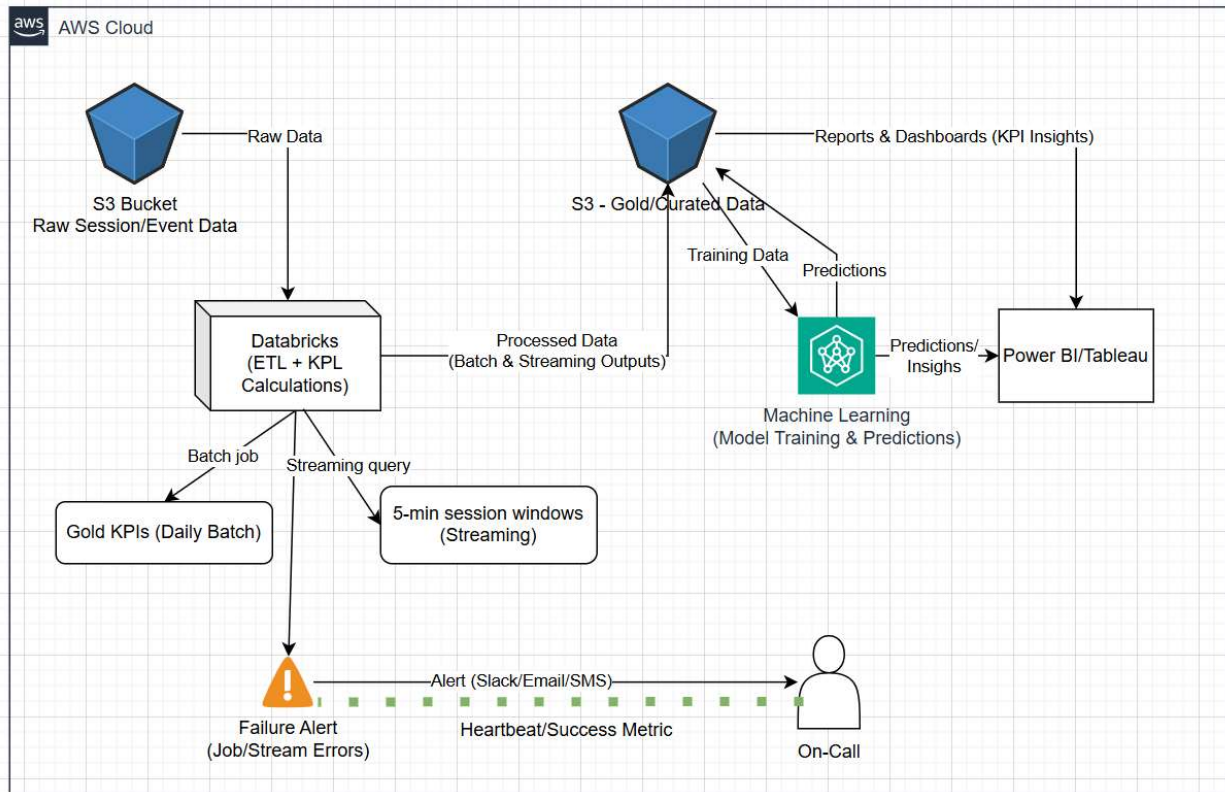 aws
AWS Cloud
Raw Data
Reports & Dashboards (KPI Insights)
S3 Bucket
Raw Session/Event Data
S3 - Gold/Curated Data
Training Data
Predictions
Databricks
(ETL + KPL
Calculations)
Processed Data
(Batch & Streaming Outputs)
Predictions/
Insighs
Power BI/Tableau
Machine Learning
(Model Training & Predictions)
Batch job
Streaming query
Gold KPIs (Daily Batch)
5-min session windows
(Streaming)
Alert (Slack/Email/SMS)
Failure Alert
(Job/Stream Errors)
Heartbeat/Success Metric
On-Call